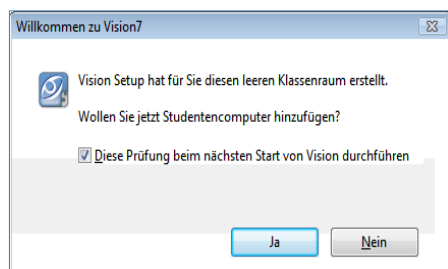 Willkommen zu Vision7
Vision Setup hat für Sie diesen leeren Klassenraum erstellt.
Wollen Sie jetzt Studentencomputer hinzufügen?
Diese Prüfung beim nächsten Start von Vision durchführen
Ja
Nein